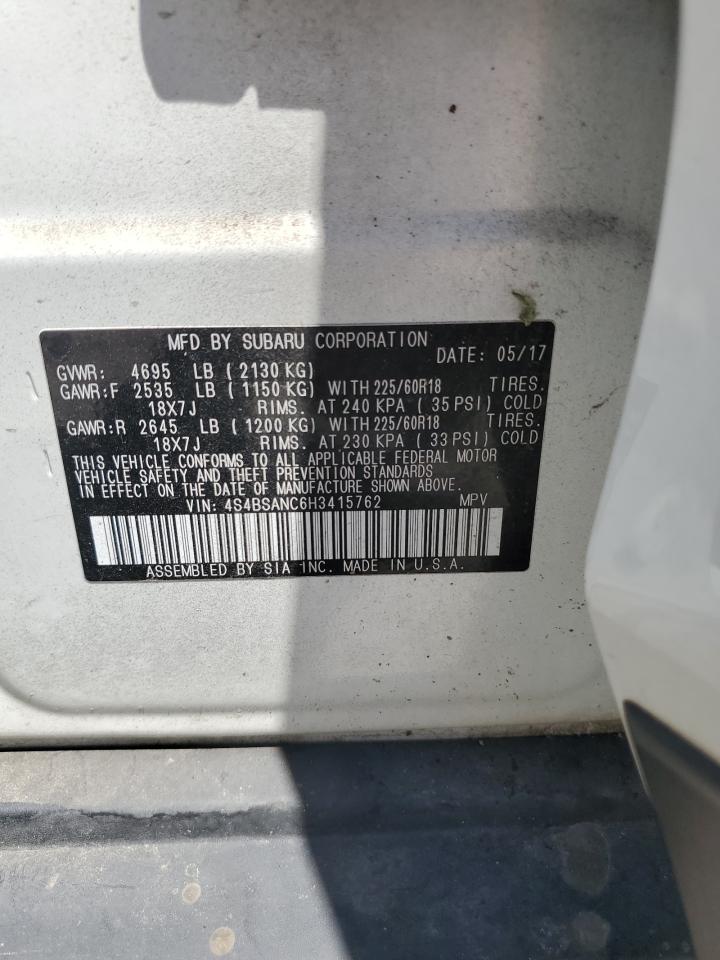 MFD BY SUBARU CORPORATION
DATE: 05/17
GVWR: 4695 LB (2130 KG)
GAWR:F 2535 LB (1150 KG) WITH 225/60R18 TIRES.
18X7J RIMS. AT 240 KPA (35 PSI) COLD
GAWR:R 2645 LB (1200 KG) WITH 225/60R18 TIRES.
18X7J RIMS. AT 230 KPA (33 PSI) COLD
THIS VEHICLE CONFORMS TO ALL APPLICABLE FEDERAL MOTOR
VEHICLE SAFETY AND THEFT PREVENTION STANDARDS
IN EFFECT ON THE DATE OF MANUFACTURE SHOWN ABOVE.
VIN: 4S4BSANC6H3415762 MPV
ASSEMBLED BY SIA INC. MADE IN U.S.A.